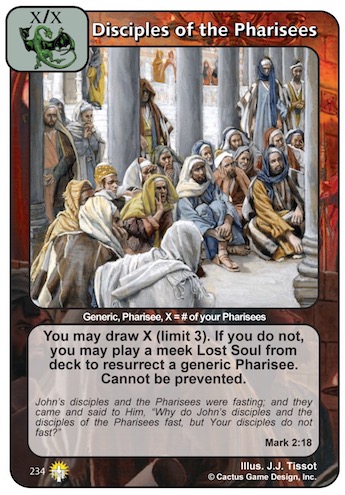 X/X
Disciples of the Pharisees
Generic, Pharisee, X = # of your Pharisees
You may draw X (limit 3). If you do not,
you may play a meek Lost Soul from
deck to resurrect a generic Pharisee.
Cannot be prevented.
John's disciples and the Pharisees were fasting; and they
came and said to Him, “Why do John's disciples and the
disciples of the Pharisees fast, but Your disciples do not
fast?”
Mark 2:18
234
Illus. J.J. Tissot
© Cactus Game Design, Inc.